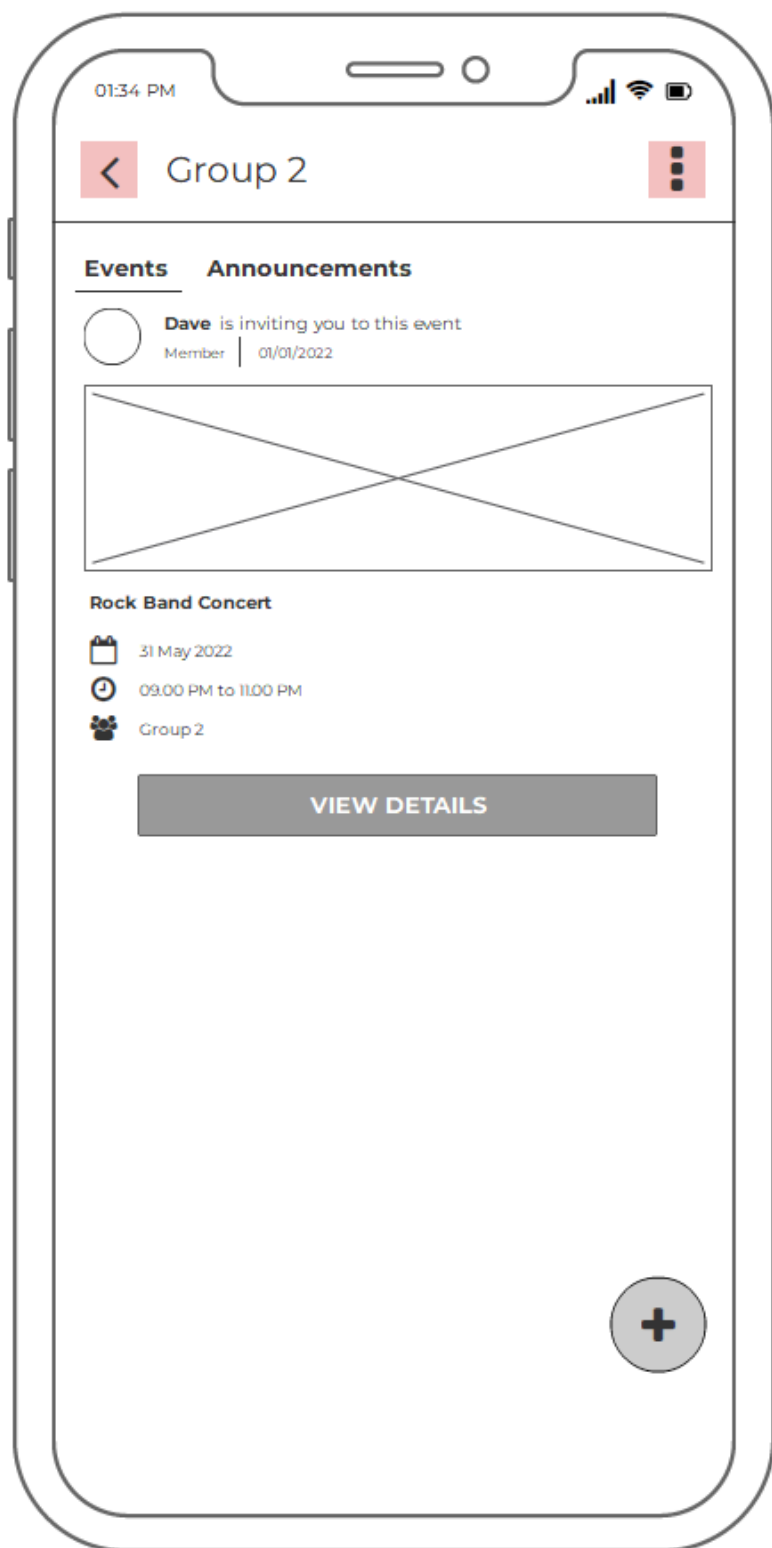 01:34 PM
Group 2
Events Announcements
Dave is inviting you to this event
Member 01/01/2022
Rock Band Concert
31 May 2022
09.00 PM to 11.00 PM
Group 2
VIEW DETAILS